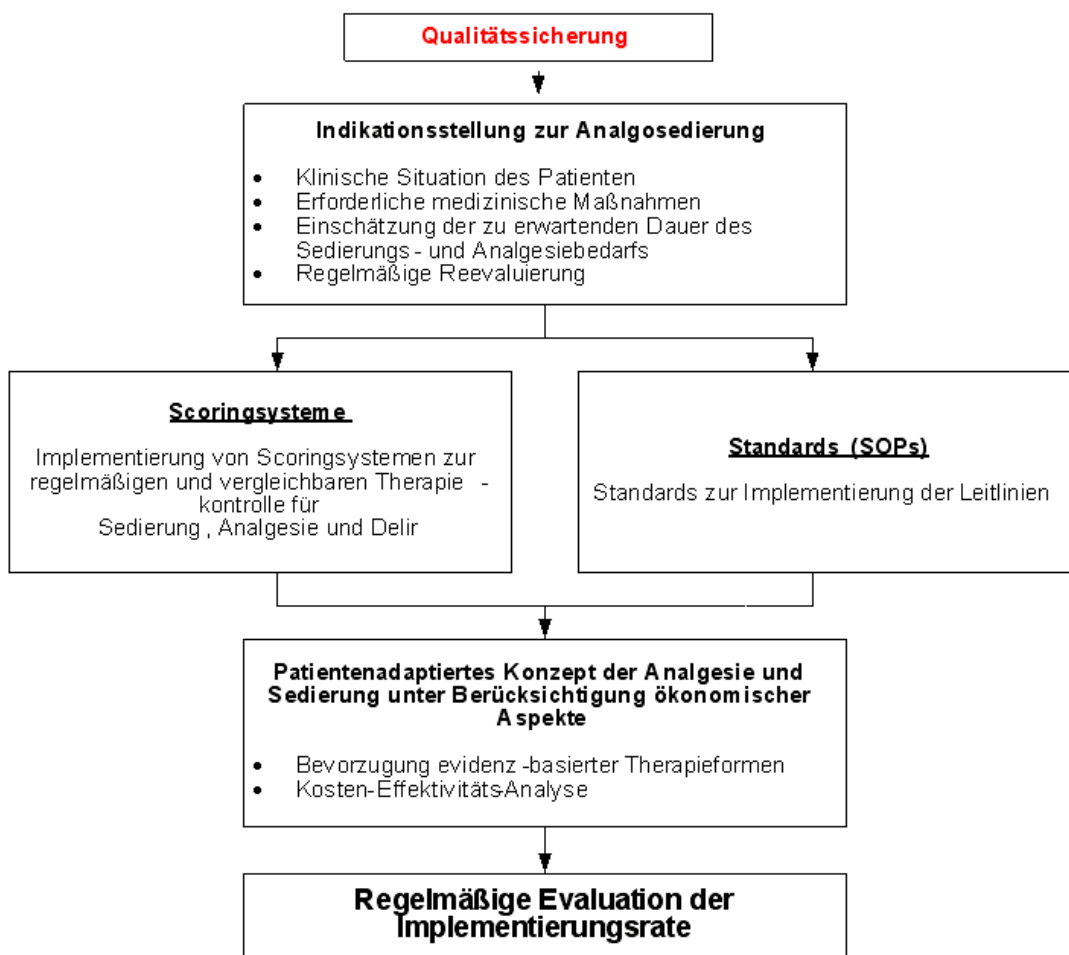 Qualitätssicherung
Indikationsstellung zur Analgosedierung
• Klinische Situation des Patienten
• Erforderliche medizinische Maßnahmen
• Einschätzung der zu erwartenden Dauer des
Sedierungs - und Analgesiebedarfs
• Regelmäßige Reevaluierung
Scoringsysteme
Implementierung von Scoringsystemen zur
regelmäßigen und vergleichbaren Therapie -
kontrolle für
Sedierung , Analgesie und Delir
Standards (SOPs)
Standards zur Implementierung der Leitlinien
Patientenadaptiertes Konzept der Analgesie und
Sedierung unter Berücksichtigung ökonomischer
Aspekte
• Bevorzugung evidenz -basierter Therapieformen
• Kosten-Effektivitäts-Analyse
Regelmäßige Evaluation der
Implementierungsrate